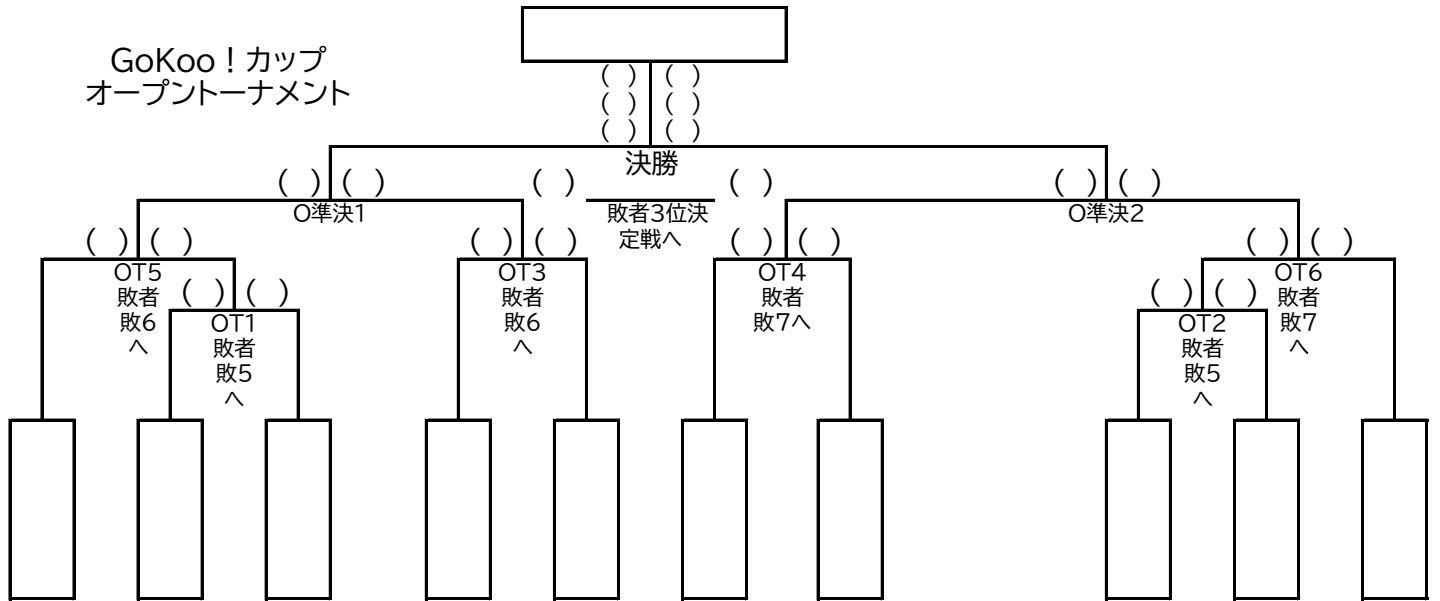 GoKoo！カップ
オープントーナメント
(　) (　)
(　) (　)
(　) (　)
決勝
(　) (　)
(　)
(　)
(　) (　)
O準決1
敗者3位決
定戦へ
O準決2
(　) (　)
(　) (　)
(　) (　)
(　) (　)
OT5
敗者
敗6
へ
(　) (　)
OT1
敗者
敗5
へ
OT3
敗者
敗6
へ
OT4
敗者
敗7へ
(　) (　)
OT2
敗者
敗5
へ
OT6
敗者
敗7
へ